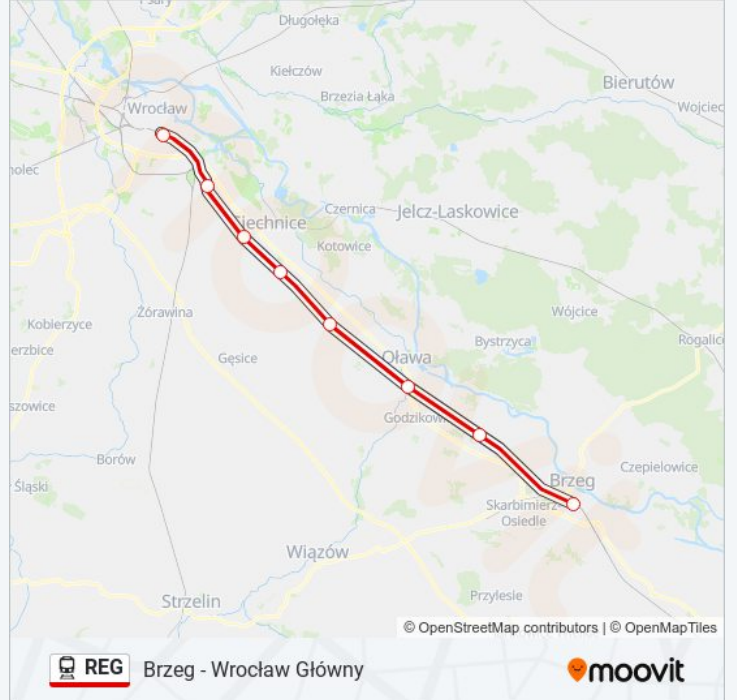 Długołęka
Kiełczów
Bierutów
Brzezia Łąka
Wrocław
Wojciec
nolec
Czernica
Jelcz-Laskowice
Siechnice
Kotowice
Żórawina
Wójcice
Kobierzyce
Rogalic
Bystrzyca
erzbice
Gęsice
Oława
szowice
Godzikow
Borów
Czepielowice
Brzeg
Śląski
Skarbimierz-
Osiedle
Wiązów
Przylesie
Strzelin
© OpenStreetMap contributors | © OpenMapTiles
REG Brzeg - Wrocław Główny
moovit